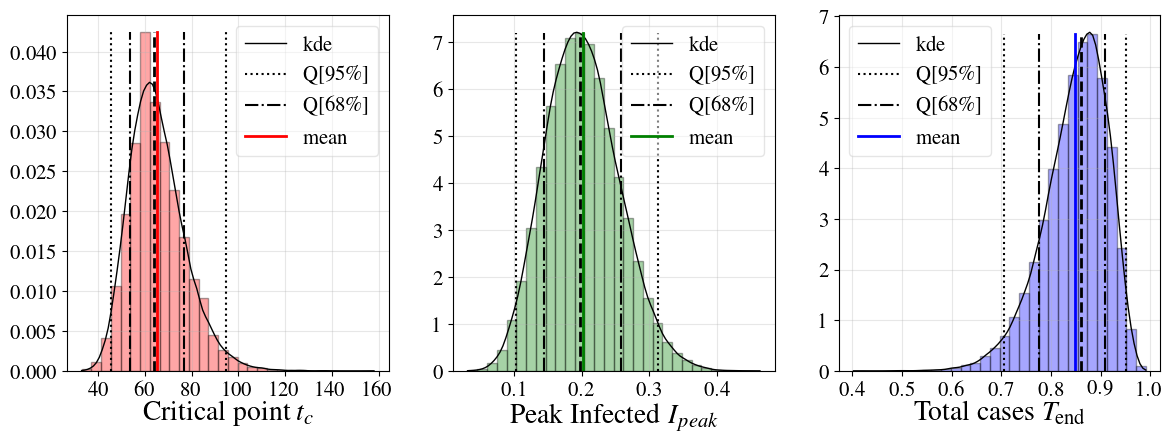 0.040
0.035
0.030
0.025
0.020
0.015
0.010
0.005
0.000
40 60 80 100 120 140 160
Critical point t_c
kde
Q[95%]
Q[68%]
mean
7
6
5
4
3
2
1
0
0.1 0.2 0.3 0.4
Peak Infected I_peak
kde
Q[95%]
Q[68%]
mean
7
6
5
4
3
2
1
0
0.4 0.5 0.6 0.7 0.8 0.9 1.0
Total cases T_end
kde
Q[95%]
Q[68%]
mean